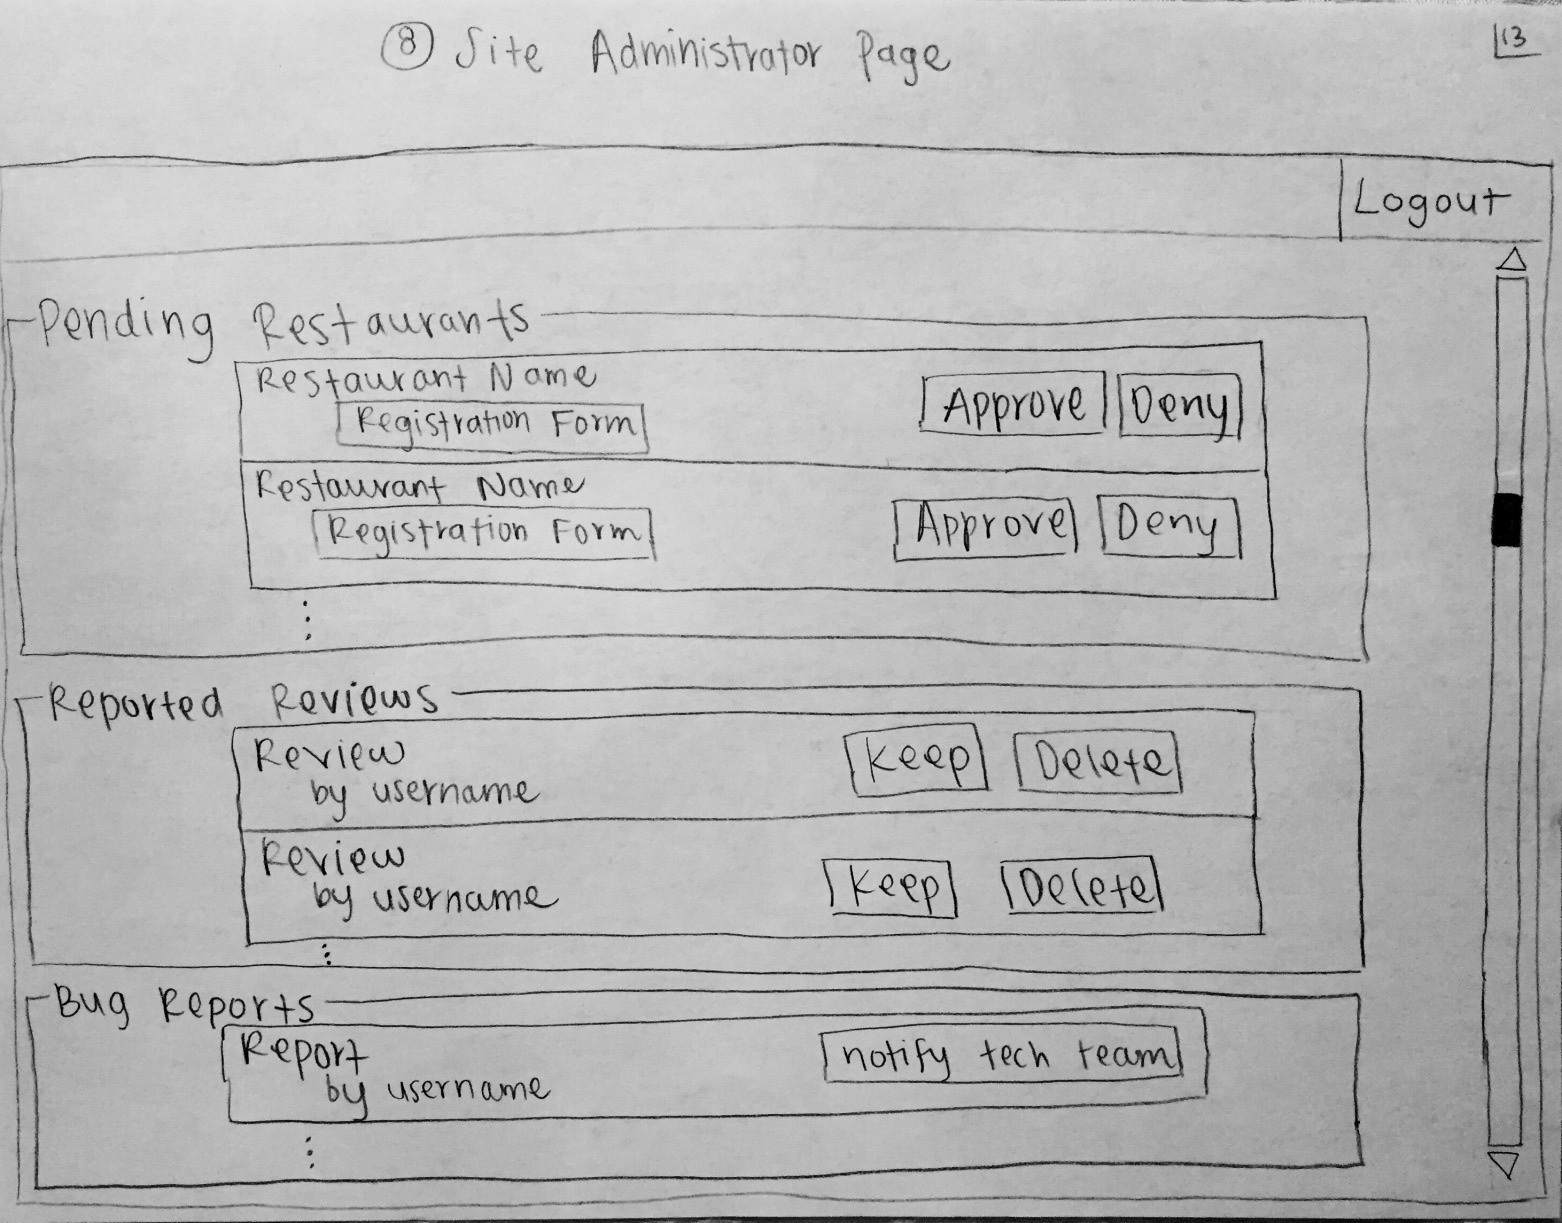 8 Site Administrator Page
13
Logout
Pending Restaurants
Restaurant Name
Registration Form
Approve Deny
Restaurant Name
Registration Form
Approve Deny
Reported Reviews
Review
by username
Keep Delete
Review
by username
Keep Delete
Bug Reports
Report
by username
notify tech team